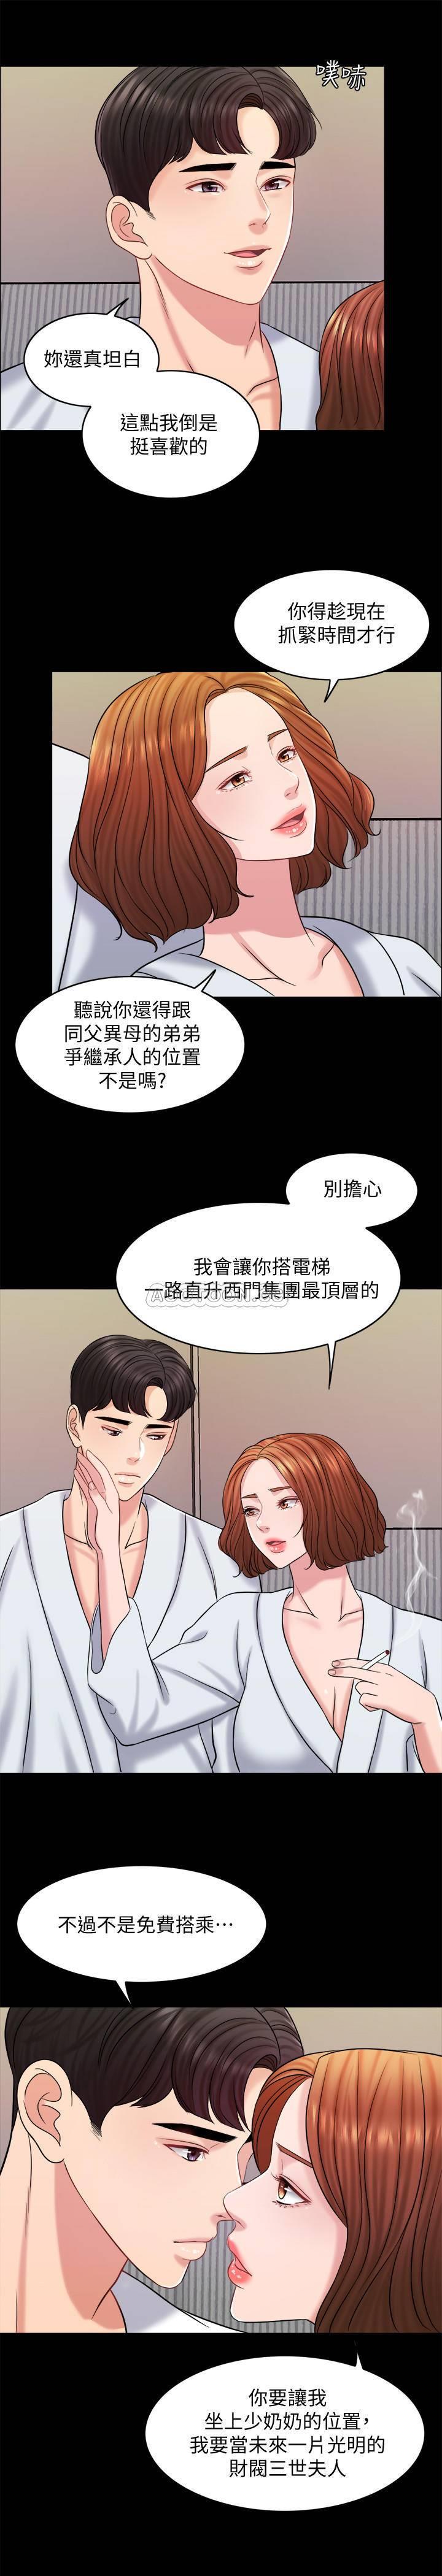 噗哧
妳還真坦白
這點我倒是
挺喜歡的
你得趁現在
抓緊時間才行
聽說你還得跟
同父異母的弟弟
爭繼承人的位置
不是嗎?
別擔心
我會讓你搭電梯
一路直升西門集團最頂層的
不過不是免費搭乘…
你要讓我
坐上少奶奶的位置,
我要當未來一片光明的
財閥三世夫人